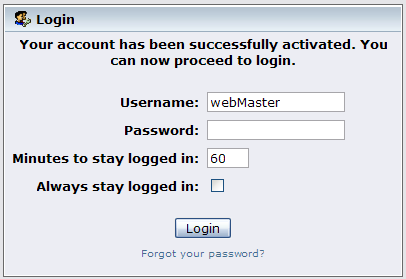 Login
Your account has been successfully activated. You
can now proceed to login.
Username: webMaster
Password:
Minutes to stay logged in: 60
Always stay logged in:
Login
Forgot your password?